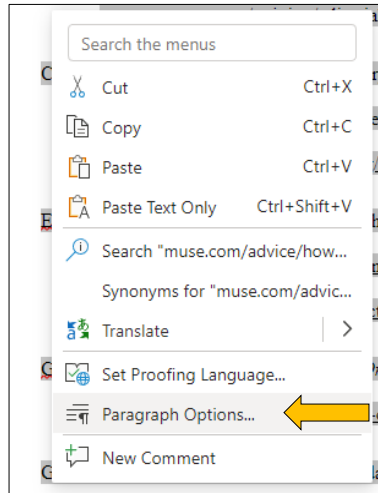 Search the menus
Cut Ctrl+X
Copy Ctrl+C
Paste Ctrl+V
Paste Text Only Ctrl+Shift+V
Search "muse.com/advice/how...
Synonyms for "muse.com/advic...
Translate
Set Proofing Language...
Paragraph Options...
New Comment